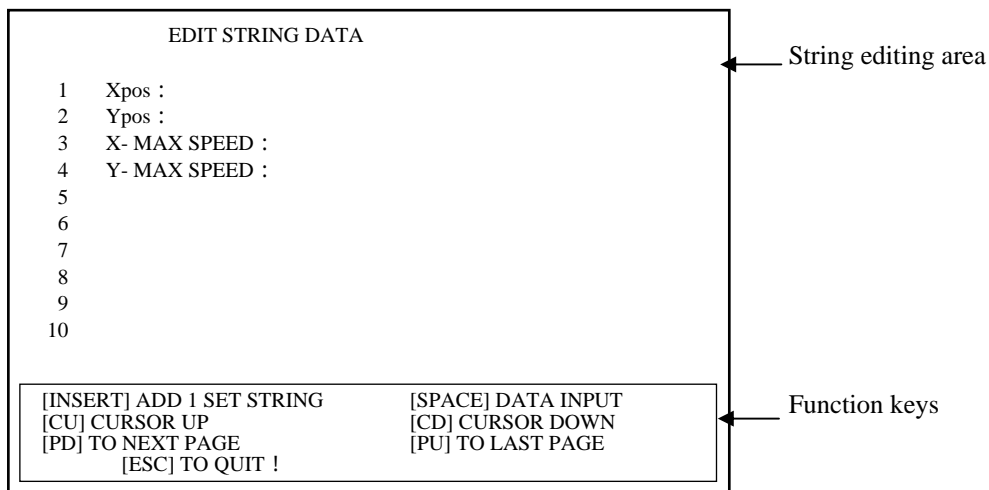 EDIT STRING DATA
String editing area
1 Xpos：
2 Ypos：
3 X- MAX SPEED：
4 Y- MAX SPEED：
5
6
7
8
9
10
[INSERT] ADD 1 SET STRING [SPACE] DATA INPUT
Function keys
[CU] CURSOR UP [CD] CURSOR DOWN
[PD] TO NEXT PAGE [PU] TO LAST PAGE
[ESC] TO QUIT！